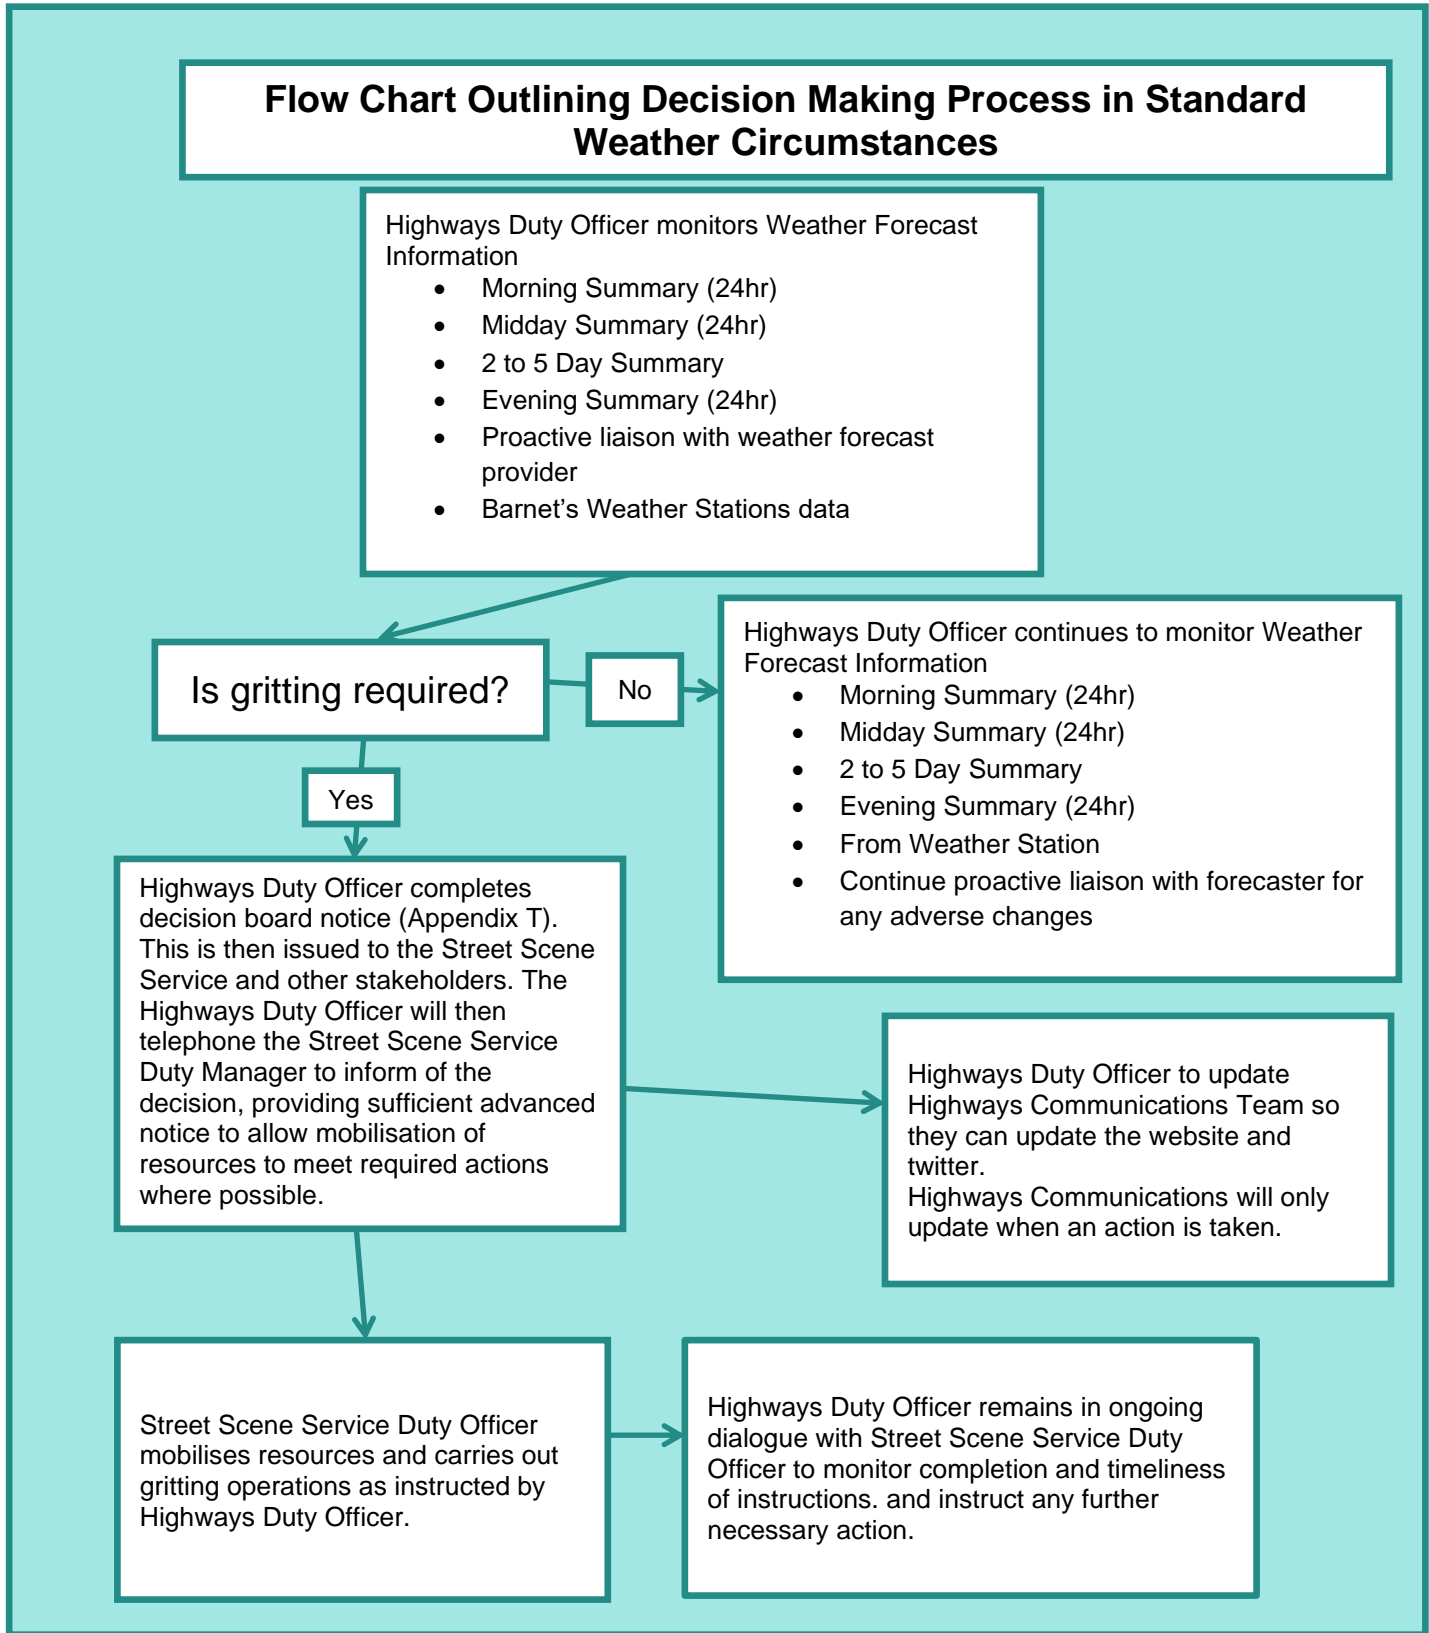 Flow Chart Outlining Decision Making Process in Standard
Weather Circumstances
Highways Duty Officer monitors Weather Forecast
Information
• Morning Summary (24hr)
• Midday Summary (24hr)
• 2 to 5 Day Summary
• Evening Summary (24hr)
• Proactive liaison with weather forecast
provider
• Barnet’s Weather Stations data
Is gritting required?
No
Highways Duty Officer continues to monitor Weather
Forecast Information
• Morning Summary (24hr)
• Midday Summary (24hr)
• 2 to 5 Day Summary
• Evening Summary (24hr)
• From Weather Station
• Continue proactive liaison with forecaster for
any adverse changes
Yes
Highways Duty Officer completes
decision board notice (Appendix T).
This is then issued to the Street Scene
Service and other stakeholders. The
Highways Duty Officer will then
telephone the Street Scene Service
Duty Manager to inform of the
decision, providing sufficient advanced
notice to allow mobilisation of
resources to meet required actions
where possible.
Highways Duty Officer to update
Highways Communications Team so
they can update the website and
twitter.
Highways Communications will only
update when an action is taken.
Street Scene Service Duty Officer
mobilises resources and carries out
gritting operations as instructed by
Highways Duty Officer.
Highways Duty Officer remains in ongoing
dialogue with Street Scene Service Duty
Officer to monitor completion and timeliness
of instructions. and instruct any further
necessary action.